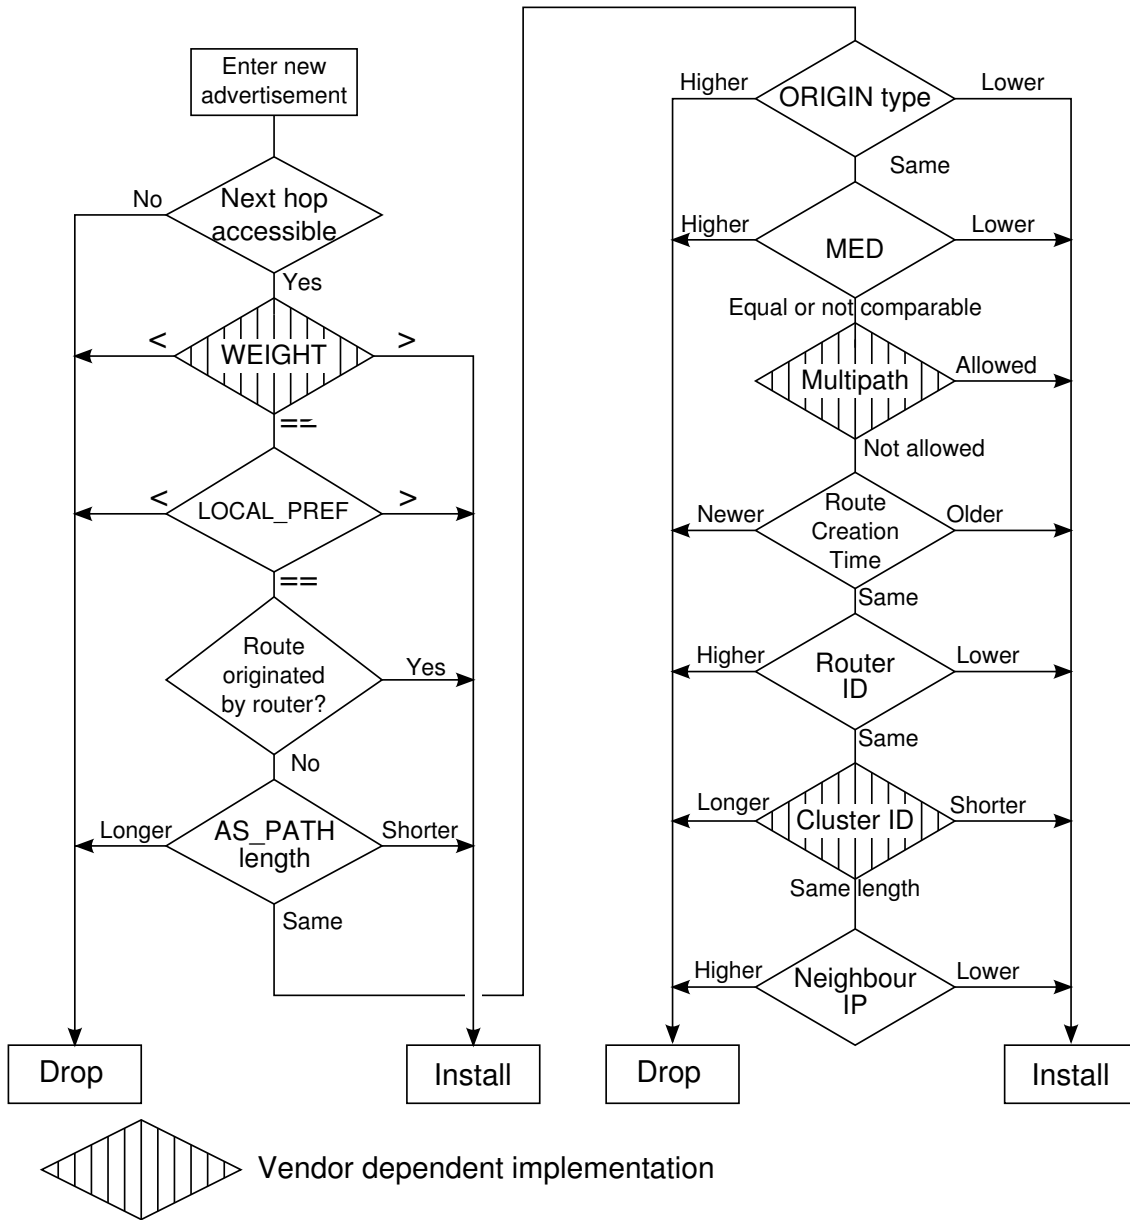 Enter new
advertisement
No
Next hop
accessible
Yes
<
WEIGHT
>
==
<
LOCAL_PREF
>
==
Route
originated
by router?
Yes
No
Longer
AS_PATH
length
Shorter
Same
Drop
Install
Higher
ORIGIN type
Lower
Same
Higher
MED
Lower
Equal or not comparable
Multipath
Allowed
Not allowed
Newer
Route
Creation
Time
Older
Same
Higher
Router
ID
Lower
Same
Longer
Cluster ID
Shorter
Same length
Higher
Neighbour
IP
Lower
Drop
Install
Vendor dependent implementation